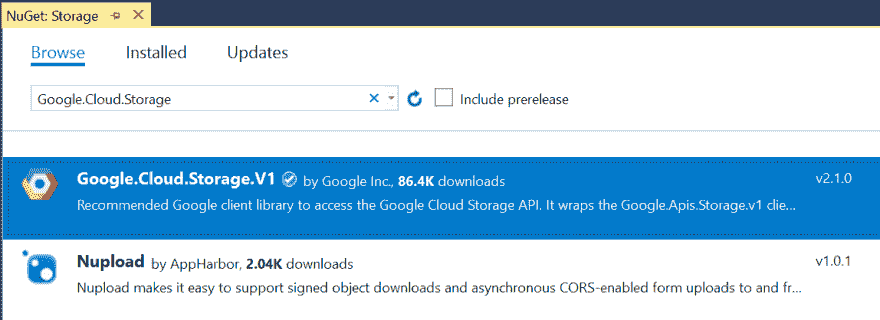 NuGet: Storage
Browse Installed Updates
Google.Cloud.Storage Include prerelease
Google.Cloud.Storage.V1 by Google Inc., 86.4K downloads v2.1.0
Recommended Google client library to access the Google Cloud Storage API. It wraps the Google.Apis.Storage.v1 clie...
Nupload by AppHarbor, 2.04K downloads v1.0.1
Nupload makes it easy to support signed object downloads and asynchronous CORS-enabled form uploads to and fr...